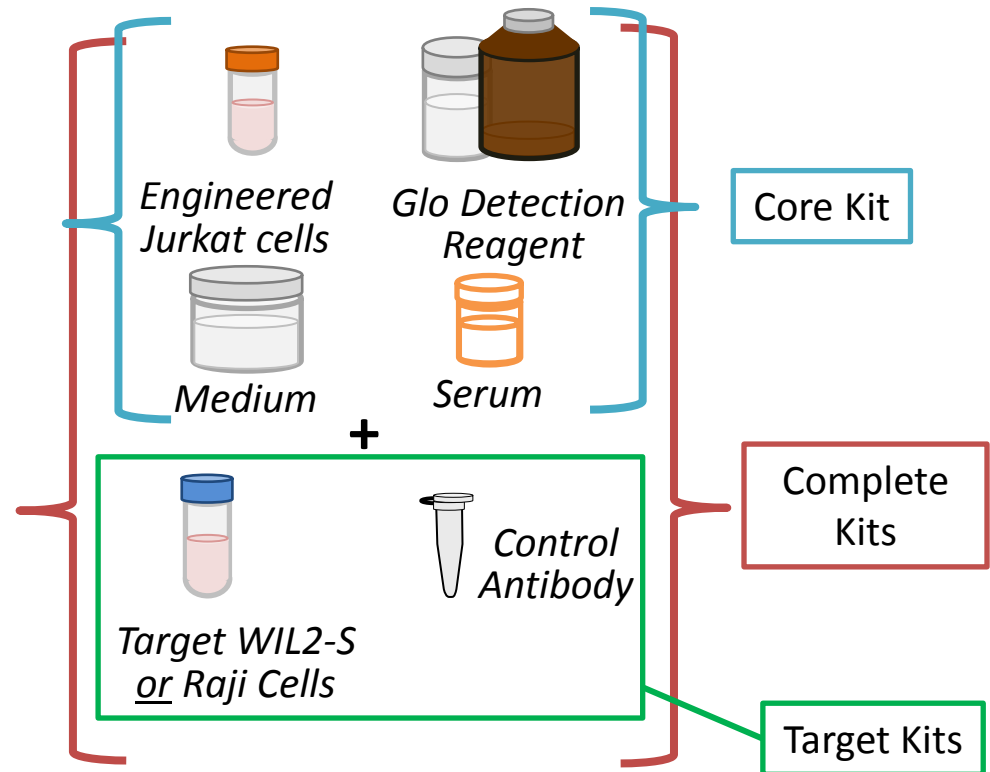 Engineered
Jurkat cells
Glo Detection
Reagent
Core Kit
Medium
Serum
+
Complete
Kits
Control
Antibody
Target WIL2-S
or Raji Cells
Target Kits